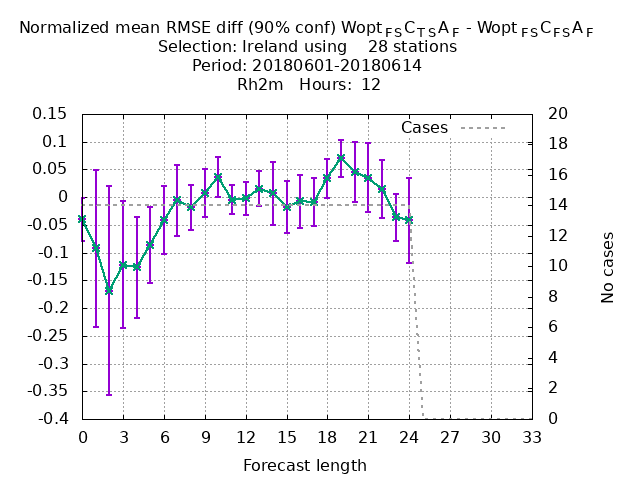 Normalized mean RMSE diff (90% conf) Wopt FS C T S A F - Wopt FS C F S A F
Selection: Ireland using 28 stations
Period: 20180601-20180614
Rh2m Hours: 12
Cases
0.15
0.1
0.05
0
-0.05
-0.1
-0.15
-0.2
-0.25
-0.3
-0.35
-0.4
20
18
16
14
12
10
8
6
4
2
0
No cases
0 3 6 9 12 15 18 21 24 27 30 33
Forecast length